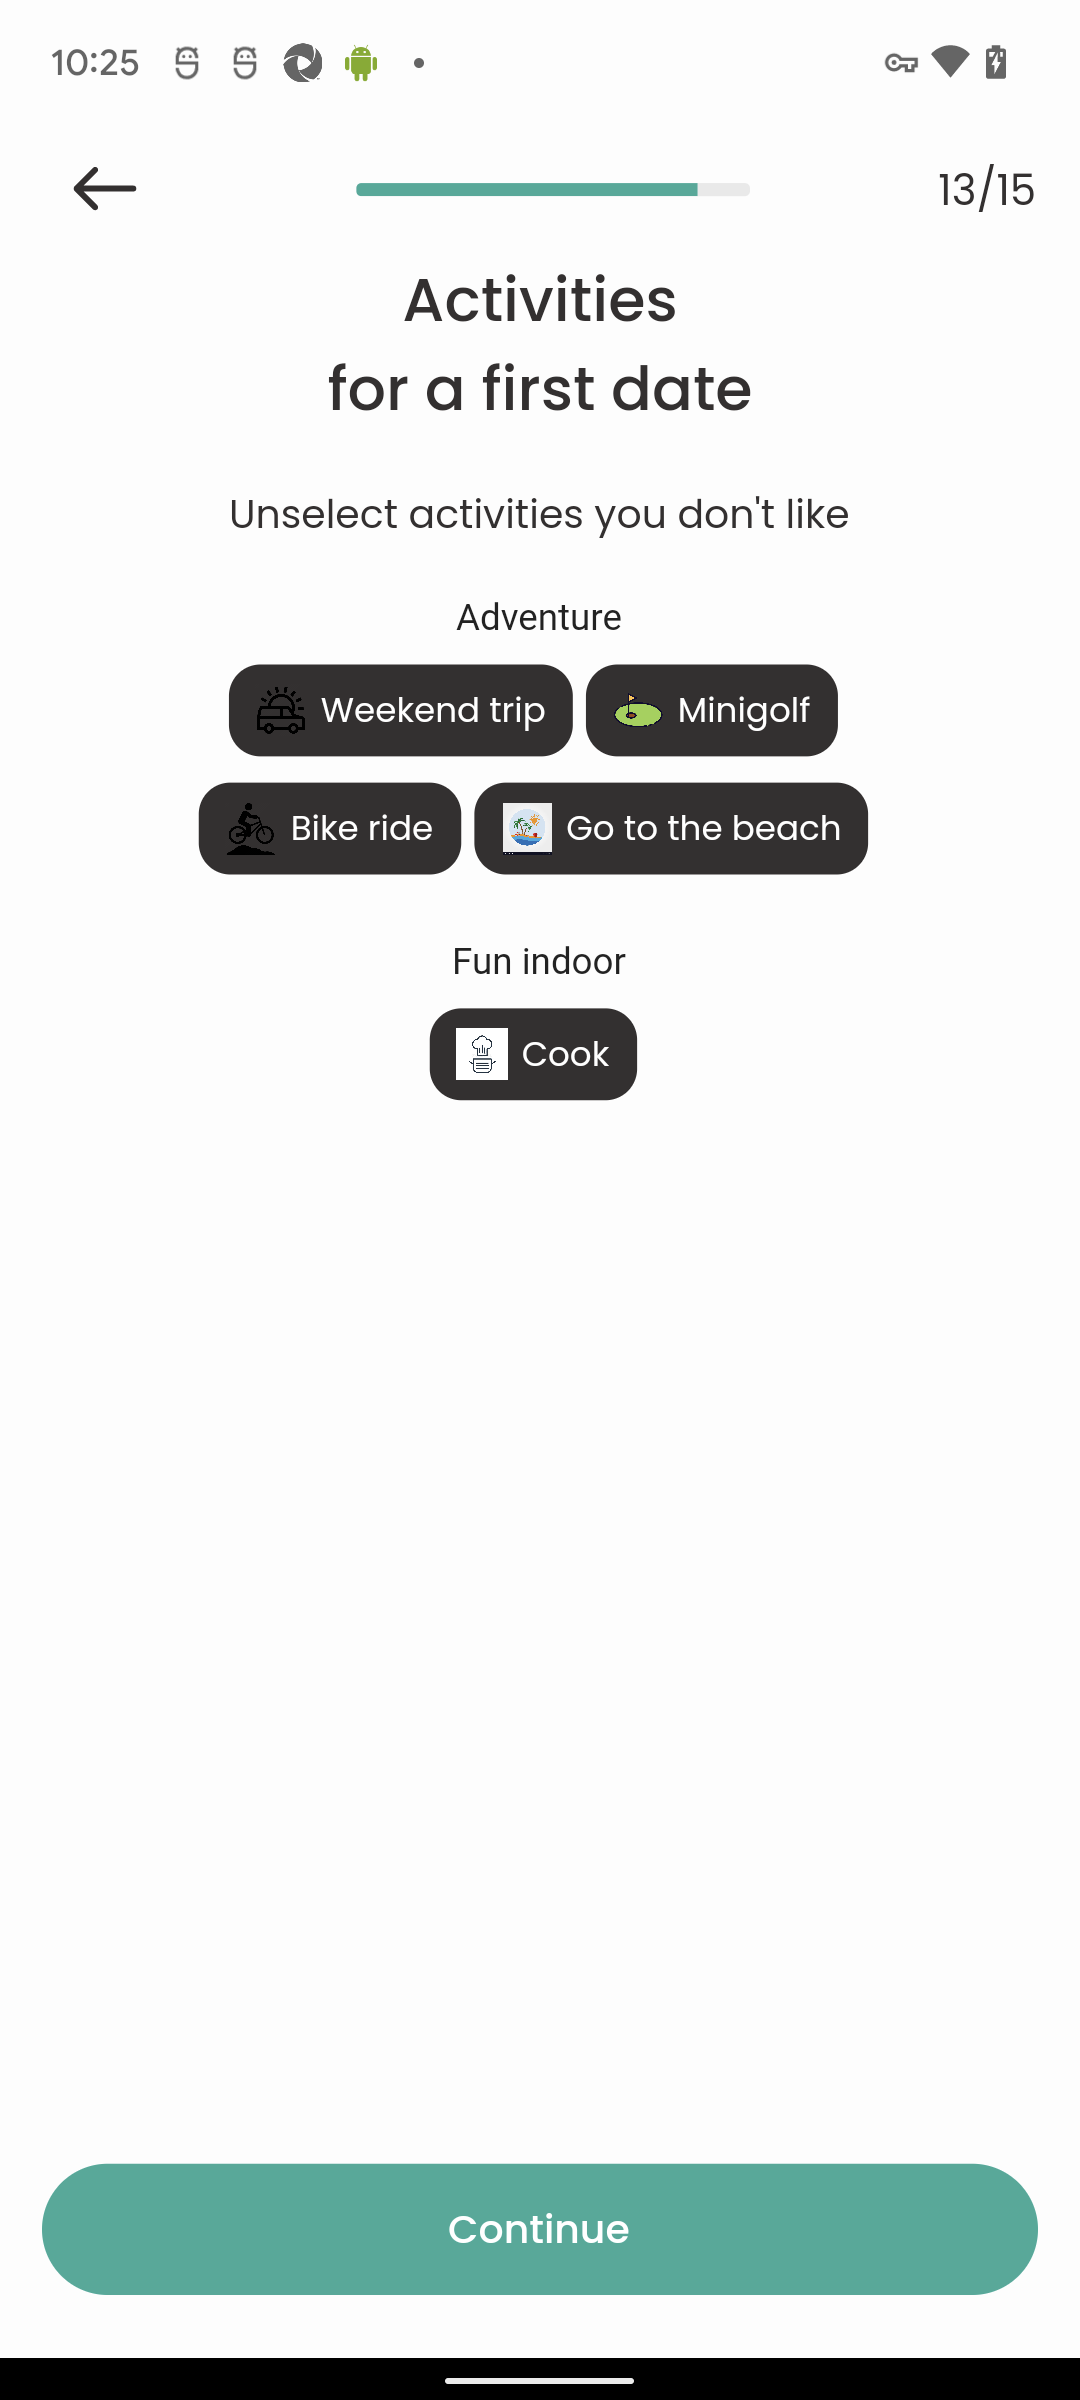 10:25
13/15
Activities
for a first date
Unselect activities you don't like
Adventure
Weekend trip
Minigolf
Bike ride
Go to the beach
Fun indoor
Cook
Continue